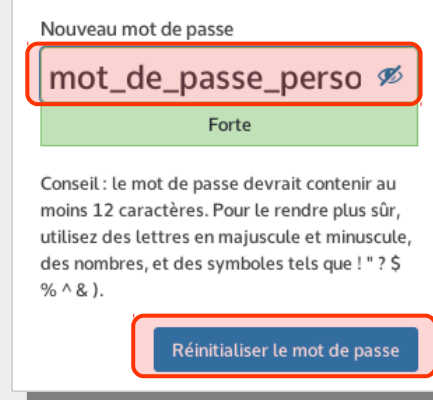 Nouveau mot de passe
mot_de_passe_perso
Forte
Conseil : le mot de passe devrait contenir au
moins 12 caractères. Pour le rendre plus sûr,
utilisez des lettres en majuscule et minuscule,
des nombres, et des symboles tels que ! " ? $
% ^ & ).
Réinitialiser le mot de passe